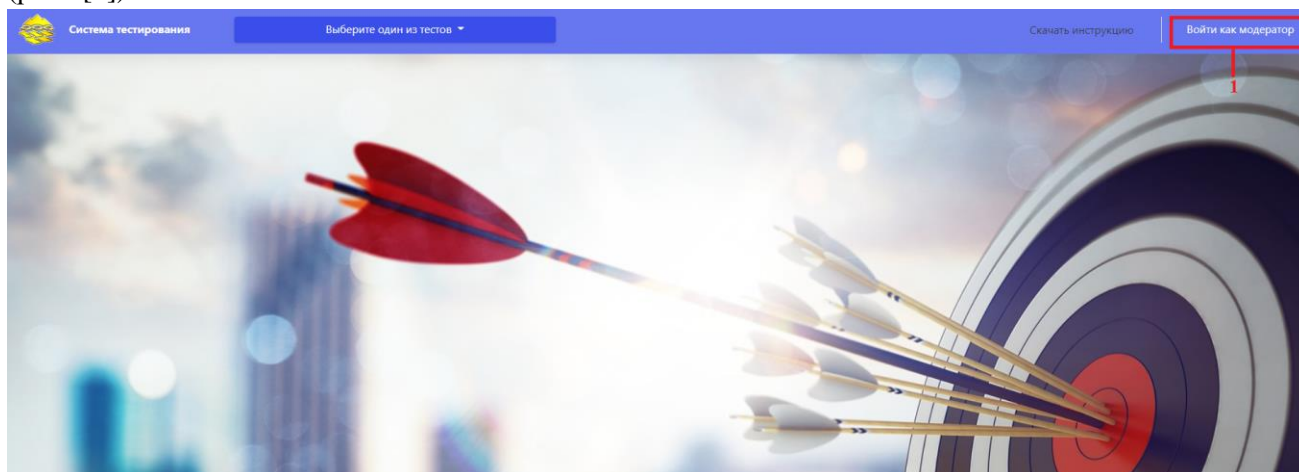 Система тестирования
Выберите один из тестов
Скачать инструкцию
Войти как модератор
1